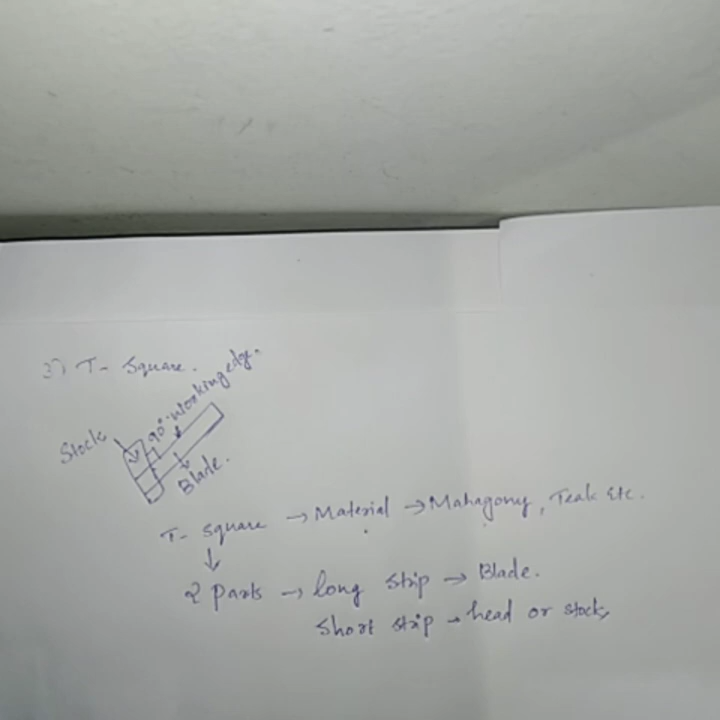 3) T- Square.
Stock
90°
Working edge.
Blade.
T- square → Material → Mahagony, Teak Etc.
↓
2 Parts → long strip → Blade.
Short strip → head or stock